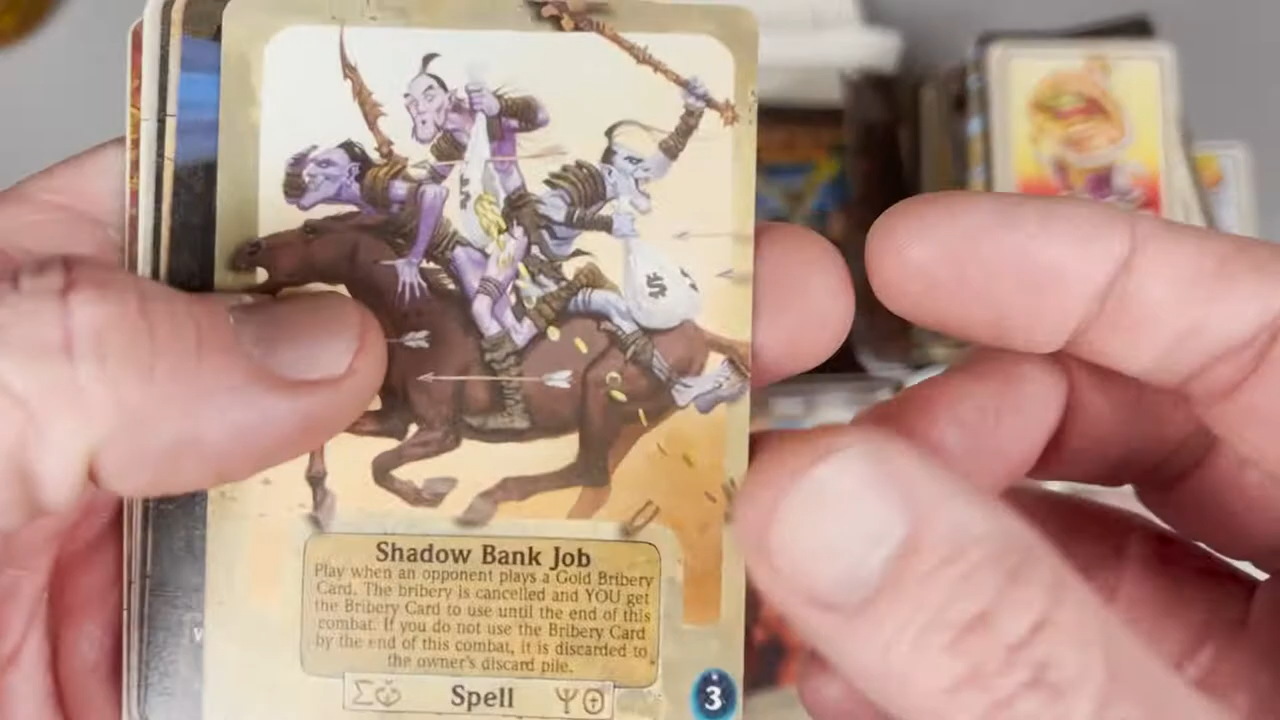 $
$
Shadow Bank Job
Play when an opponent plays a Gold Bribery
Card. The bribery is cancelled and YOU get
the Bribery Card to use until the end of this
combat. If you do not use the Bribery Card
by the end of this combat, it is discarded to
the owner's discard pile.
Spell
3